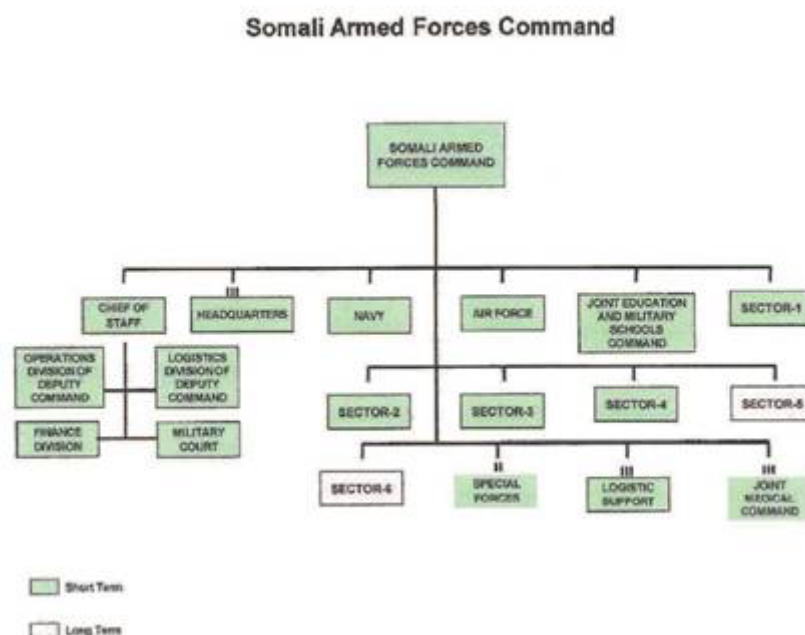 Somali Armed Forces Command
SOMALI ARMED
FORCES COMMAND
CHIEF OF
STAFF
III
HEADQUARTERS
NAVY
AIR FORCE
JOINT EDUCATION
AND MILITARY
SCHOOLS
COMMAND
SECTOR-1
OPERATIONS
DIVISION OF
DEPUTY
COMMAND
LOGISTICS
DIVISION OF
DEPUTY
COMMAND
FINANCE
DIVISION
MILITARY
COURT
SECTOR-2
SECTOR-3
SECTOR-4
SECTOR-5
SECTOR-6
II
SPECIAL
FORCES
III
LOGISTIC
SUPPORT
III
JOINT
MEDICAL
COMMAND
Short Term
Long Term